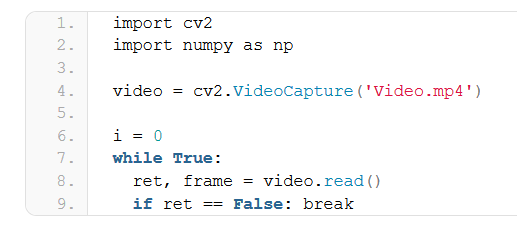 1. import cv2
2. import numpy as np
3.
4. video = cv2.VideoCapture('Video.mp4')
5.
6. i = 0
7. while True:
8.   ret, frame = video.read()
9.   if ret == False: break